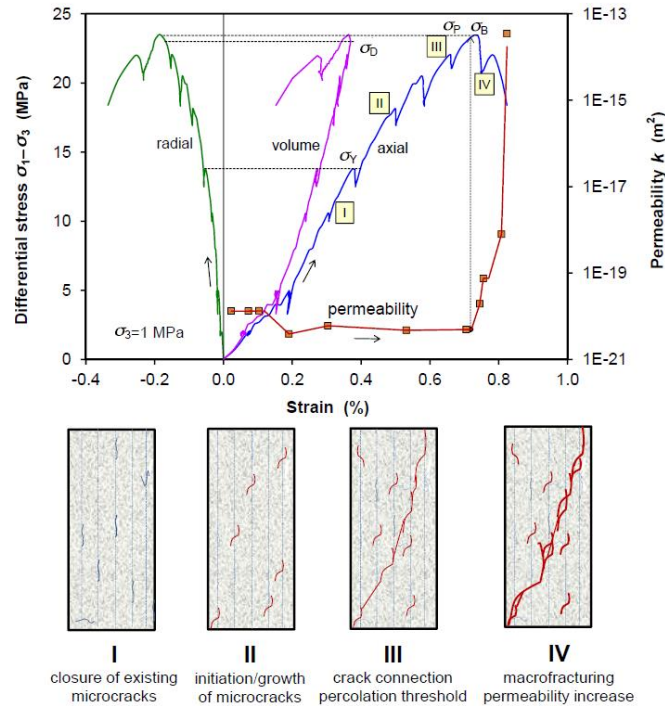 25
20
15
10
5
0
Differential stress σ₁–σ₃ (MPa)
1E-13
1E-15
1E-17
1E-19
1E-21
Permeability k (m²)
σP
σB
III
σD
IV
II
radial
volume
σY
axial
I
permeability
σ₃=1 MPa
-0.4
-0.2
0.0
0.2
0.4
0.6
0.8
1.0
Strain (%)
I
closure of existing
microcracks
II
initiation/growth
of microcracks
III
crack connection
percolation threshold
IV
macrofracturing
permeability increase